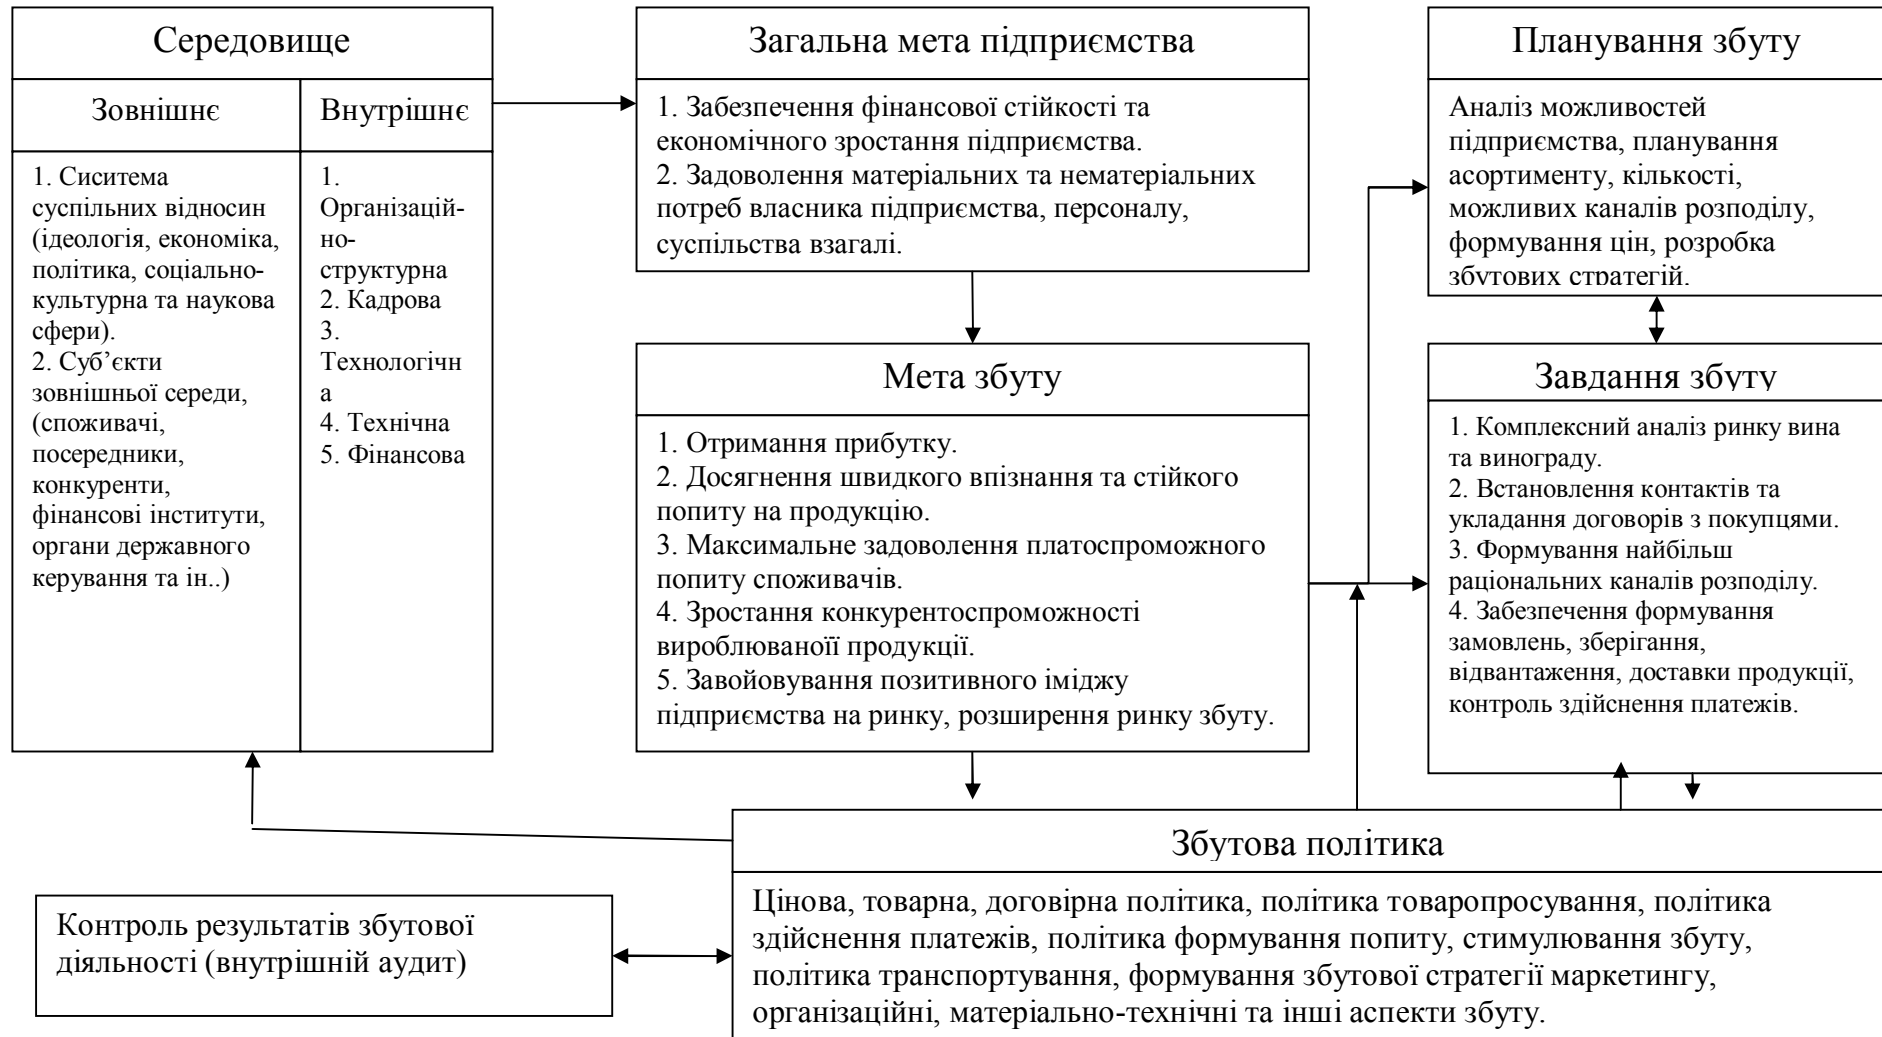 Середовище
Зовнішнє
Внутрішнє
1. Сиситема
суспільних відносин
(ідеологія, економіка,
політика, соціально-
культурна та наукова
сфери).
2. Суб’єкти
зовнішньої середи,
(споживачі,
посередники,
конкуренти,
фінансові інститути,
органи державного
керування та ін..)
1.
Організацій-
но-
структурна
2. Кадрова
3.
Технологічн
а
4. Технічна
5. Фінансова
Загальна мета підприємства
1. Забезпечення фінансової стійкості та
економічного зростання підприємства.
2. Задоволення матеріальних та нематеріальних
потреб власника підприємства, персоналу,
суспільства взагалі.
Мета збуту
1. Отримання прибутку.
2. Досягнення швидкого впізнання та стійкого
попиту на продукцію.
3. Максимальне задоволення платоспроможного
попиту споживачів.
4. Зростання конкурентоспроможності
вироблюваноїї продукції.
5. Завойовування позитивного іміджу
підприємства на ринку, розширення ринку збуту.
Планування збуту
Аналіз можливостей
підприємства, планування
асортименту, кількості,
можливих каналів розподілу,
формування цін, розробка
збутових стратегій.
Завдання збуту
1. Комплексний аналіз ринку вина
та винограду.
2. Встановлення контактів та
укладання договорів з покупцями.
3. Формування найбільш
раціональних каналів розподілу.
4. Забезпечення формування
замовлень, зберігання,
відвантаження, доставки продукції,
контроль здійснення платежів.
Збутова політика
Цінова, товарна, договірна політика, політика товаропросування, політика
здійснення платежів, політика формування попиту, стимулювання збуту,
політика транспортування, формування збутової стратегії маркетингу,
організаційні, матеріально-технічні та інші аспекти збуту.
Контроль результатів збутової
діяльності (внутрішній аудит)